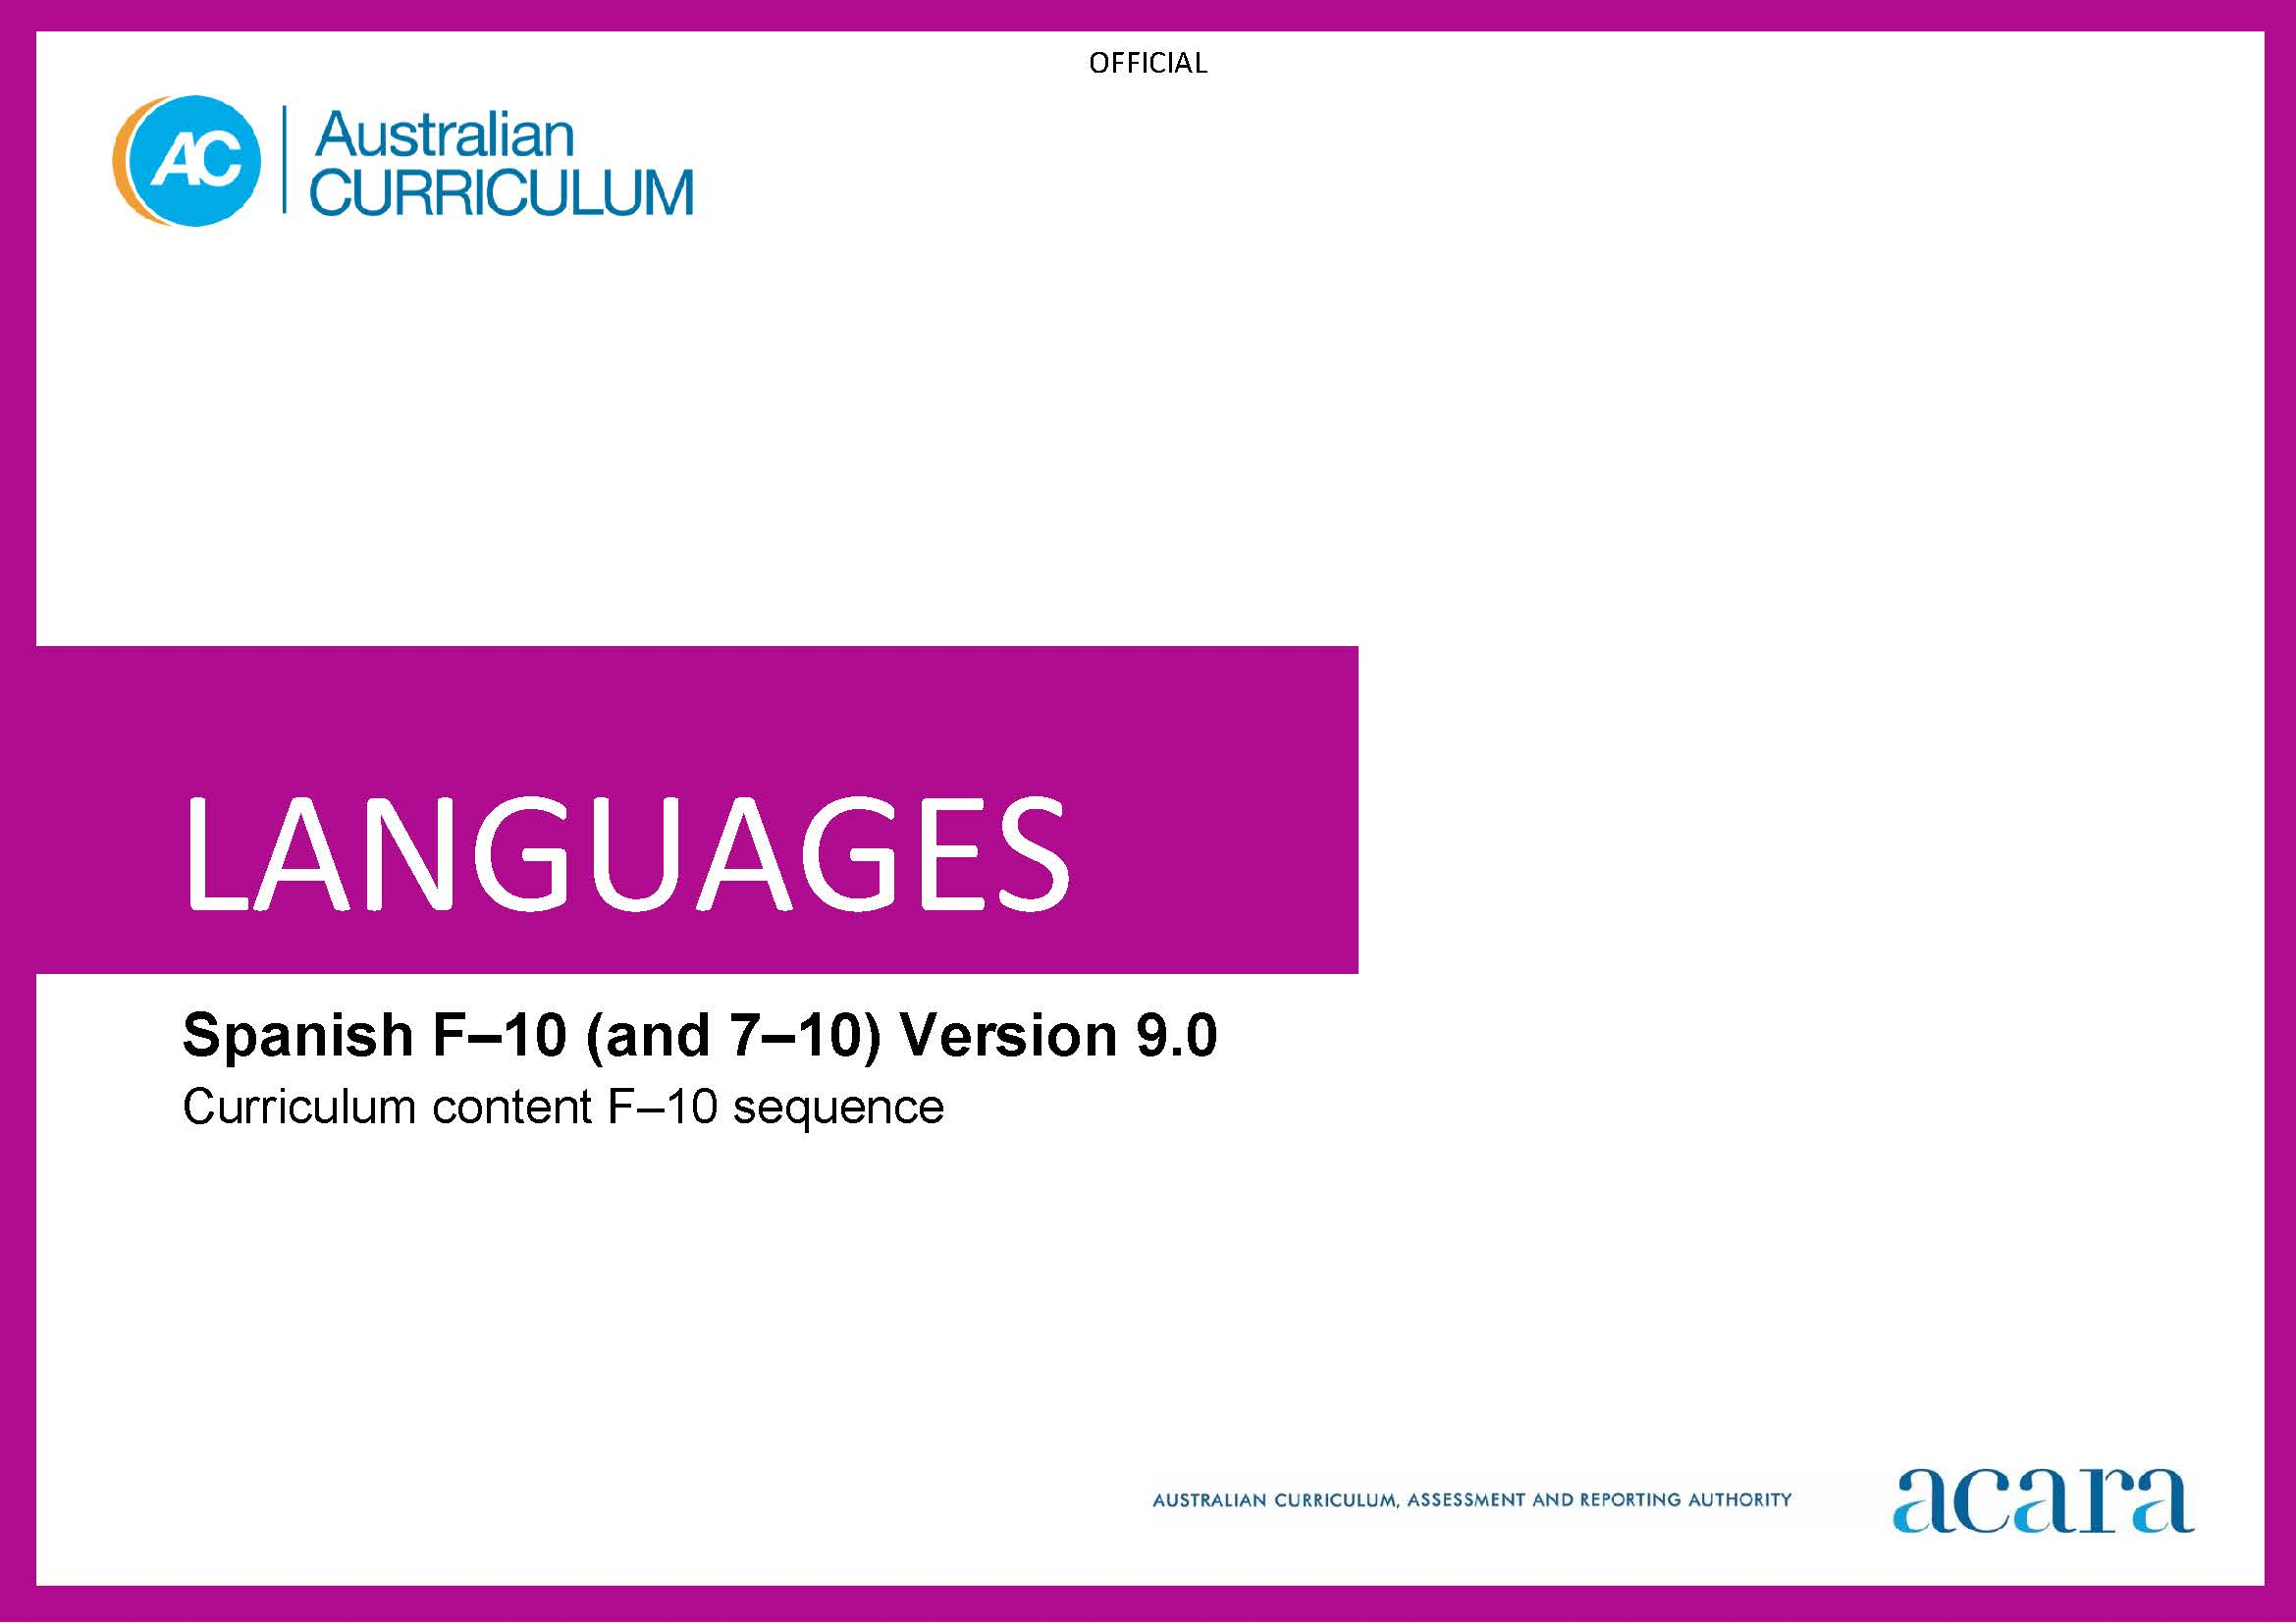 OFFICIAL
AC
Australian
CURRICULUM
LANGUAGES
Spanish F–10 (and 7–10) Version 9.0
Curriculum content F–10 sequence
AUSTRALIAN CURRICULUM, ASSESSMENT AND REPORTING AUTHORITY
acara